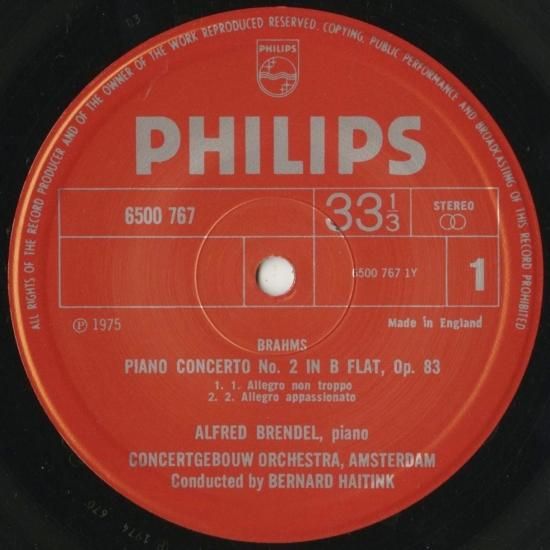 ALL RIGHTS OF THE RECORD PRODUCER AND OF THE OWNER OF THE WORK REPRODUCED RESERVED. COPYING, PUBLIC PERFORMANCE AND BROADCASTING OF THIS RECORD PROHIBITED
PHILIPS
PHILIPS
6500 767
33 1/3
STEREO
6500 767 1Y
1
Ⓟ 1975
Made in England
BRAHMS
PIANO CONCERTO No. 2 IN B FLAT, Op. 83
1. 1. Allegro non troppo
2. 2. Allegro appassionato
ALFRED BRENDEL, piano
CONCERTGEBOUW ORCHESTRA, AMSTERDAM
Conducted by BERNARD HAITINK